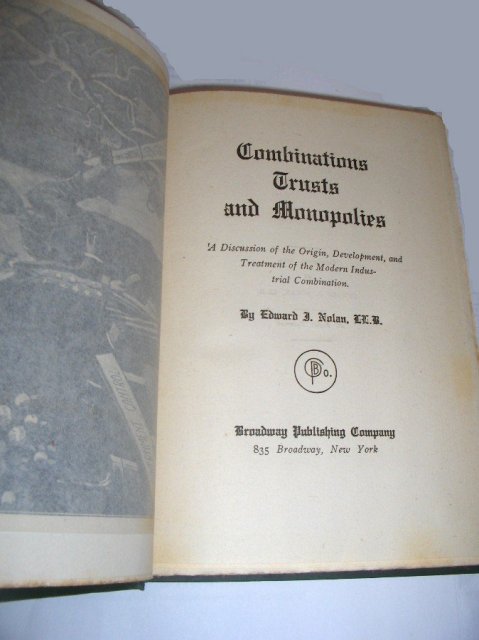 Combinations
Trusts
and Monopolies
A Discussion of the Origin, Development, and
Treatment of the Modern Indus-
trial Combination.
By Edward J. Nolan, LL.B.
BPCo.
Broadway Publishing Company
835 Broadway, New York